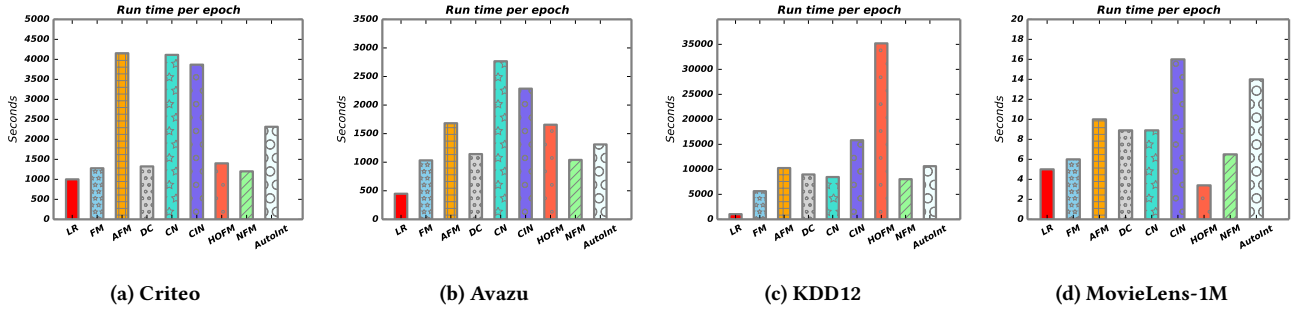 Run time per epoch
5000
4500
4000
3500
3000
2500
2000
1500
1000
500
0
Seconds
LR FM AFM DC CN CIN HOFM NFM AutoInt
(a) Criteo
Run time per epoch
3500
3000
2500
2000
1500
1000
500
0
Seconds
LR FM AFM DC CN CIN HOFM NFM AutoInt
(b) Avazu
Run time per epoch
35000
30000
25000
20000
15000
10000
5000
0
Seconds
LR FM AFM DC CN CIN HOFM NFM AutoInt
(c) KDD12
Run time per epoch
20
18
16
14
12
10
8
6
4
2
0
Seconds
LR FM AFM DC CN CIN HOFM NFM AutoInt
(d) MovieLens-1M